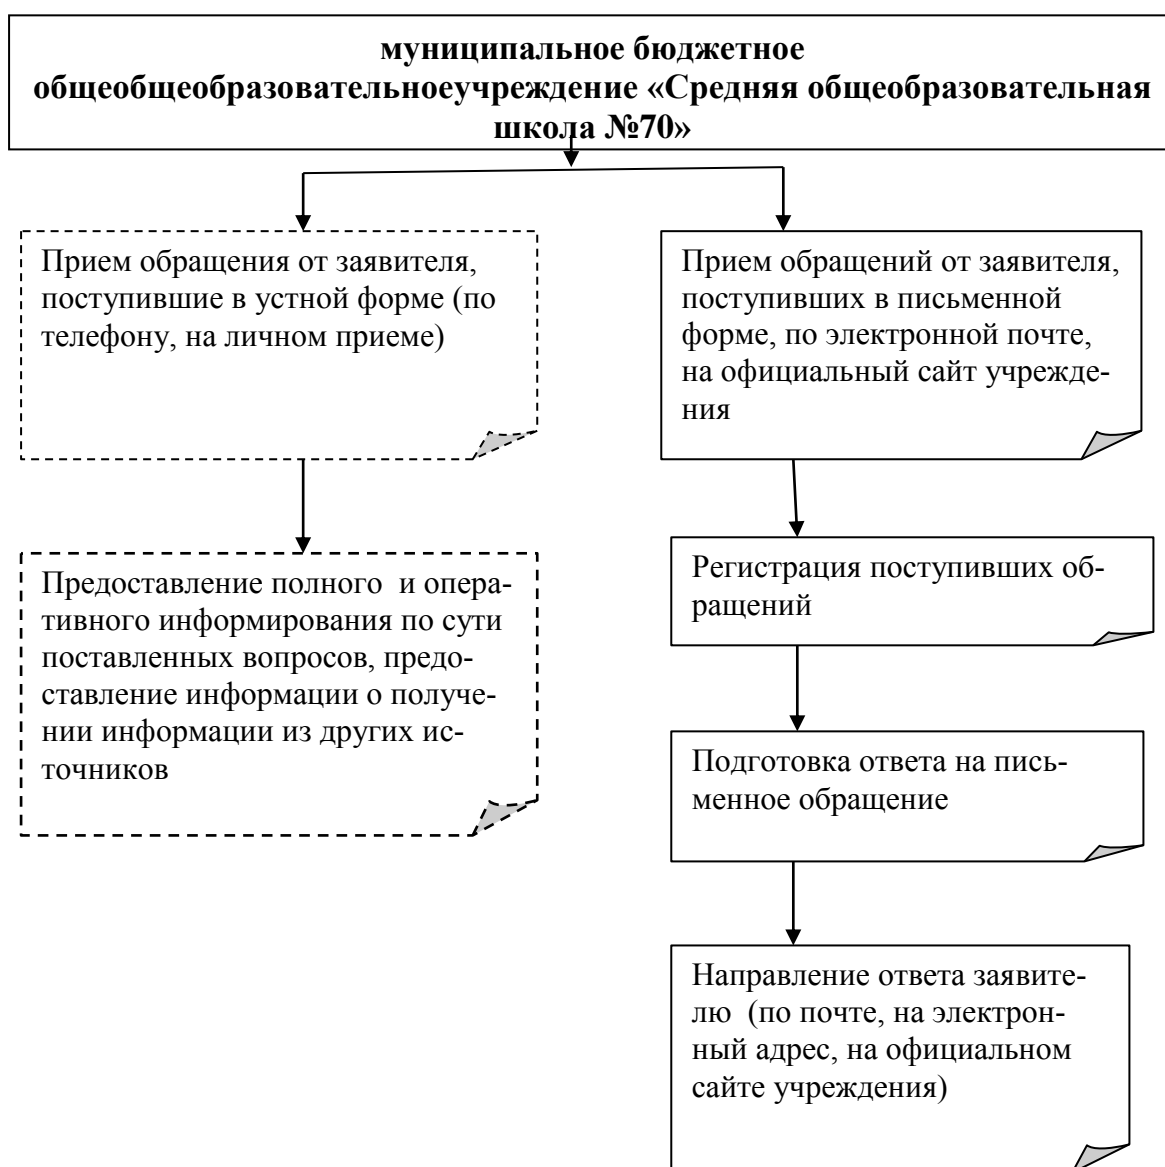 муниципальное бюджетное
общеобщеобразовательноеучреждение «Средняя общеобразовательная
школа №70»
Прием обращения от заявителя,
поступившие в устной форме (по
телефону, на личном приеме)
Прием обращений от заявителя,
поступивших в письменной
форме, по электронной почте,
на официальный сайт учрежде-
ния
Предоставление полного  и опера-
тивного информирования по сути
поставленных вопросов, предо-
ставление информации о получе-
нии информации из других ис-
точников
Регистрация поступивших об-
ращений
Подготовка ответа на пись-
менное обращение
Направление ответа заявите-
лю  (по почте, на электрон-
ный адрес, на официальном
сайте учреждения)